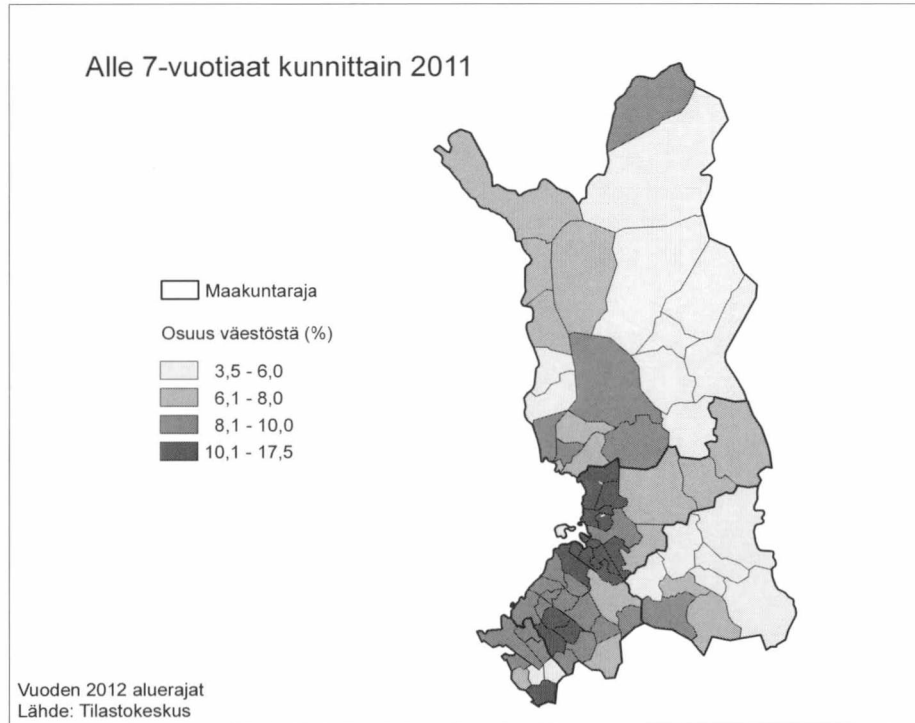 Alle 7-vuotiaat kunnittain 2011
Maakuntaraja
Osuus väestöstä (%)
3,5 - 6,0
6,1 - 8,0
8,1 - 10,0
10,1 - 17,5
Vuoden 2012 aluerajat
Lähde: Tilastokeskus